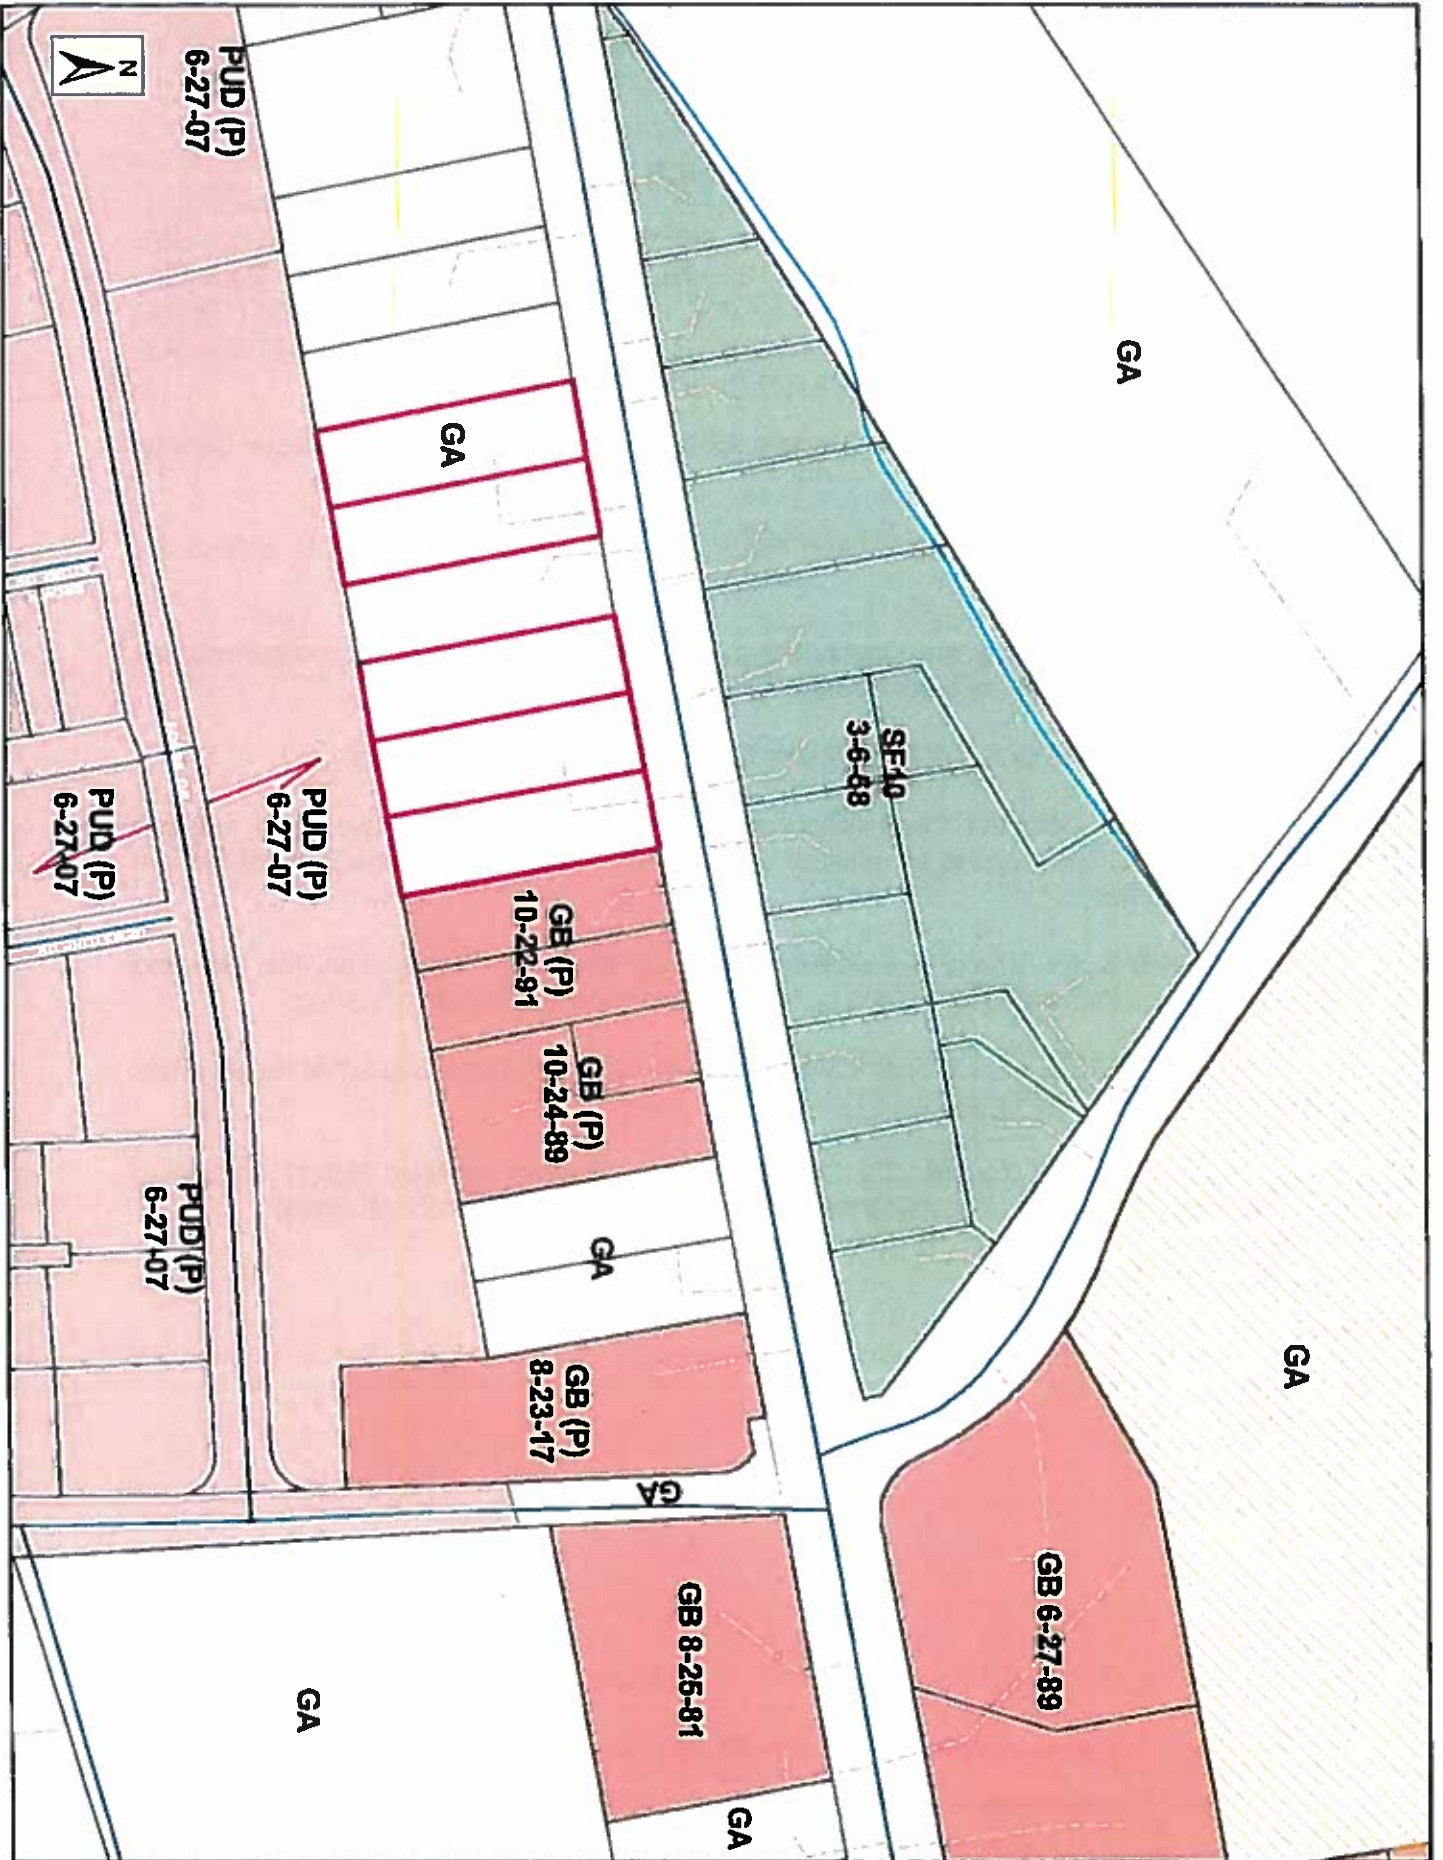 GA
GA
GB 6-27-89
SF10
3-6-68
GA
GB 8-25-81
GA
GB (P)
10-24-89
GB (P)
8-23-17
GB (P)
10-22-91
GA
GA
PUD (P)
6-27-07
GA
PUD (P)
6-27-07
PUD (P)
6-27-07
N
PUD (P)
6-27-07